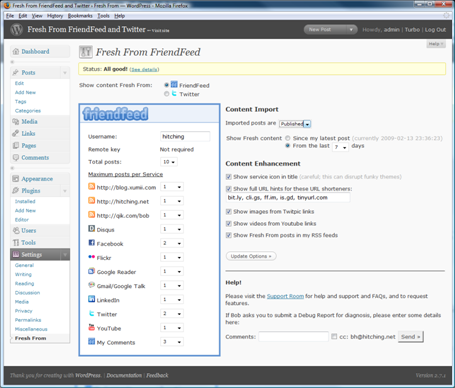 Fresh From FriendFeed and Twitter › Fresh From — WordPress - Mozilla Firefox
File Edit View History Bookmarks Tools Help
Fresh From FriendFeed and Twitter — Visit Site
New Post
Howdy, admin | Turbo | Log Out
Help
Dashboard
Posts
Edit
Add New
Tags
Categories
Media
Links
Pages
Comments
Appearance
Plugins
Installed
Add New
Editor
Users
Tools
Settings
General
Writing
Reading
Discussion
Media
Privacy
Permalinks
Miscellaneous
Fresh From
Fresh From FriendFeed
Status: All good! (See details)
Show content Fresh From:
FriendFeed
Twitter
friendfeed
Username: hitching
Remote key Not required
Total posts: 10
Maximum posts per Service
http://blog.sumi.com 1
http://hitching.net 1
http://qik.com/bob 1
Disqus 1
Facebook 2
Flickr 1
Google Reader 1
Gmail/Google Talk 1
LinkedIn 1
Twitter 2
YouTube 1
My Comments 3
Content Import
Imported posts are Published
Show Fresh content Since my latest post (currently 2009-02-13 23:36:23)
From the last 7 days
Content Enhancement
Show service icon in title (careful: this can disrupt funky themes)
Show full URL hints for these URL shorteners:
bit.ly, cli.gs, ff.im, is.gd, tinyurl.com
Show images from Twitpic links
Show videos from Youtube links
Show Fresh From posts in my RSS feeds
Update Options »
Help!
Please visit the Support Room for help and support and FAQs, and to request
features.
If Bob asks you to submit a Debug Report for diagnosis, please enter some details
here:
Comments: cc: bh@hitching.net Send »
Thank you for creating with WordPress. | Documentation · Feedback
Version 2.7.1